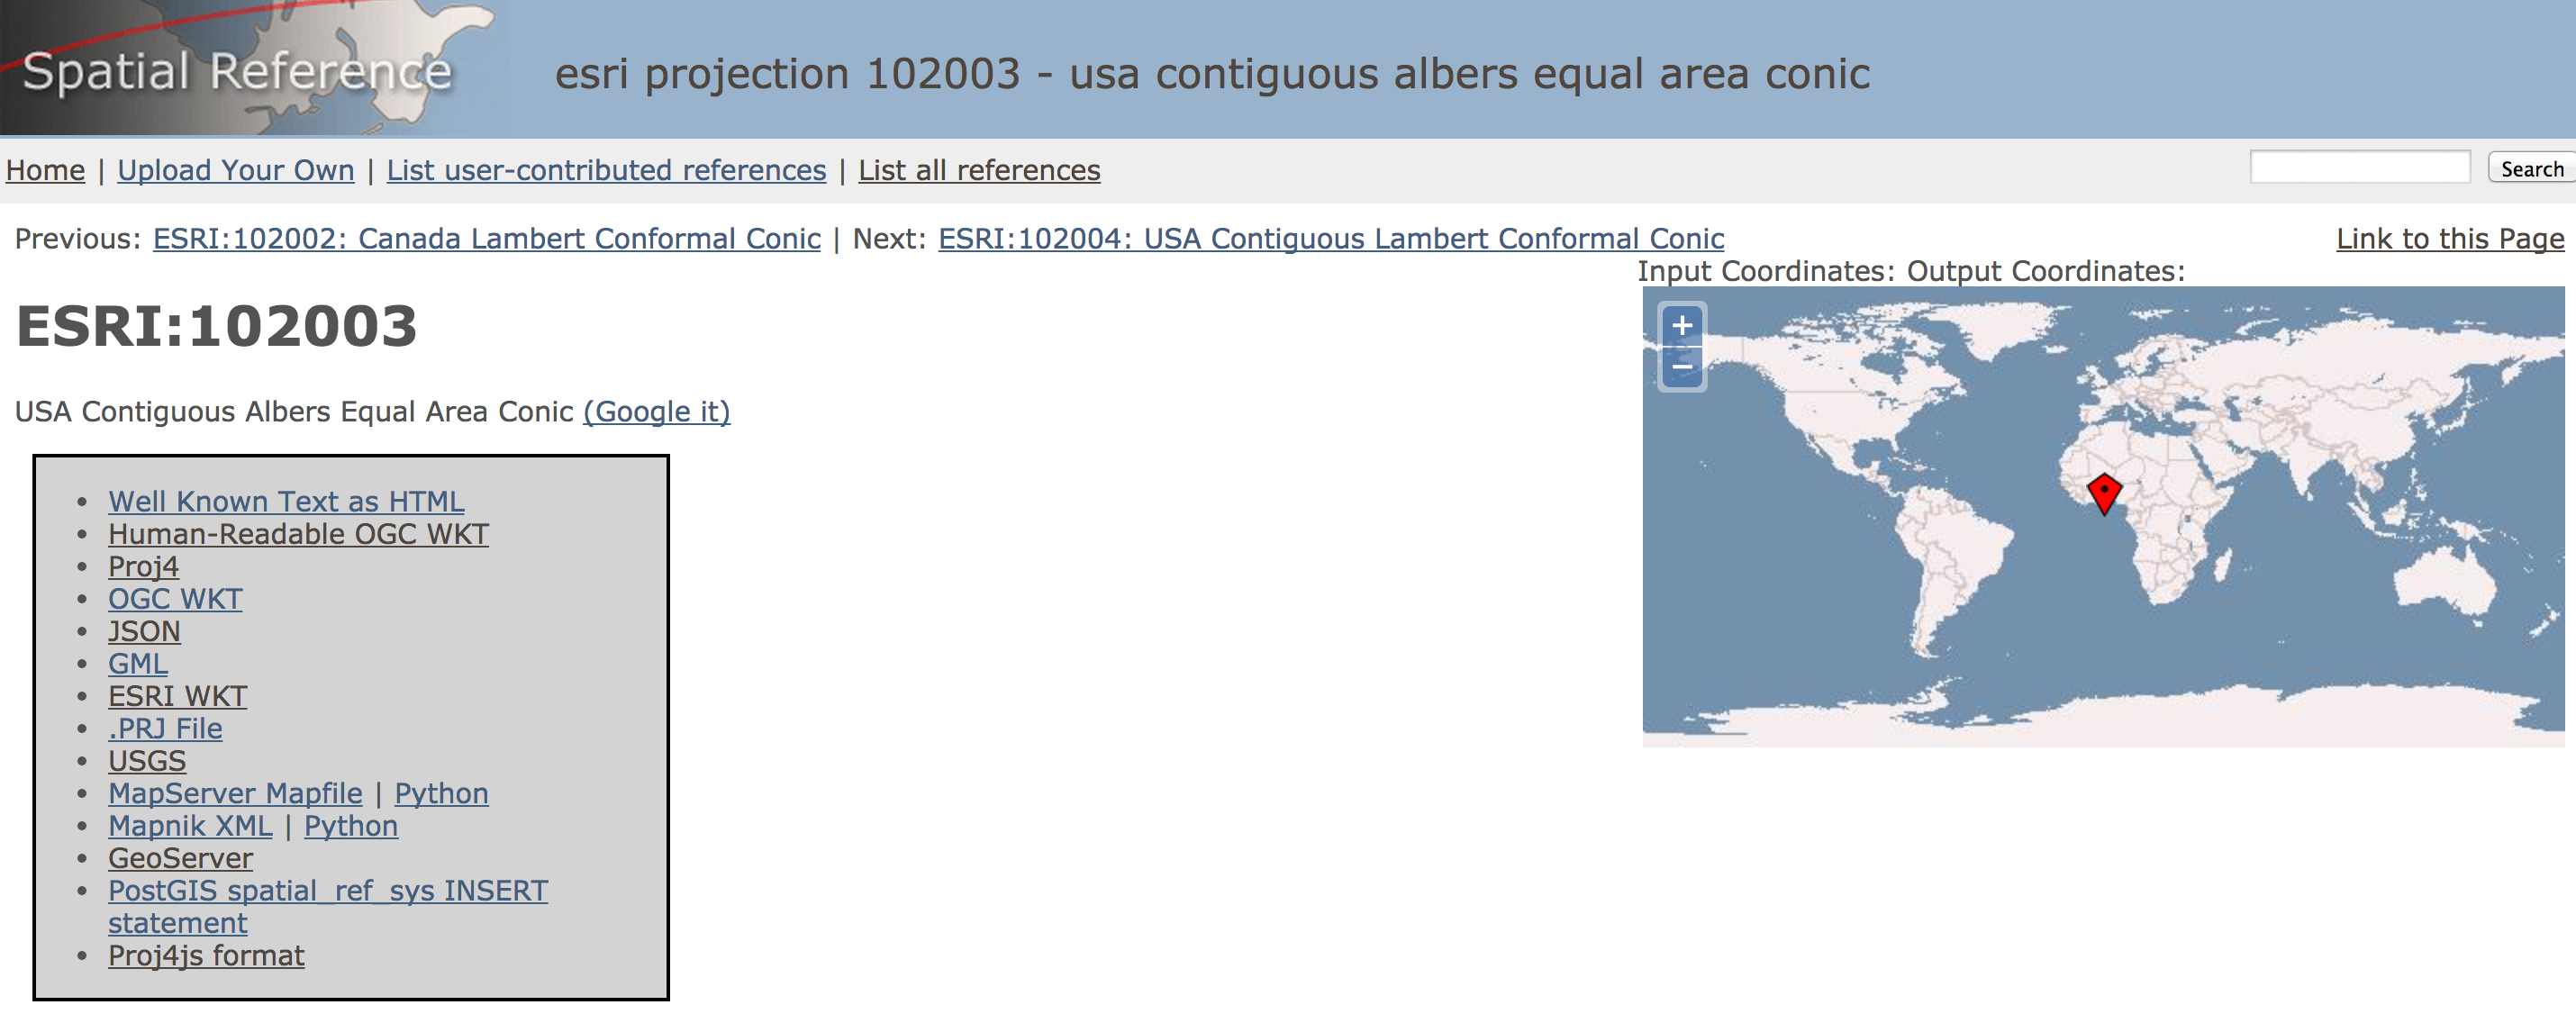 Spatial Reference
esri projection 102003 - usa contiguous albers equal area conic
Home | Upload Your Own | List user-contributed references | List all references
Search
Previous: ESRI:102002: Canada Lambert Conformal Conic | Next: ESRI:102004: USA Contiguous Lambert Conformal Conic
Link to this Page
Input Coordinates: Output Coordinates:
+
−
ESRI:102003
USA Contiguous Albers Equal Area Conic (Google it)
• Well Known Text as HTML
• Human-Readable OGC WKT
• Proj4
• OGC WKT
• JSON
• GML
• ESRI WKT
• .PRJ File
• USGS
• MapServer Mapfile | Python
• Mapnik XML | Python
• GeoServer
• PostGIS spatial_ref_sys INSERT
statement
• Proj4js format